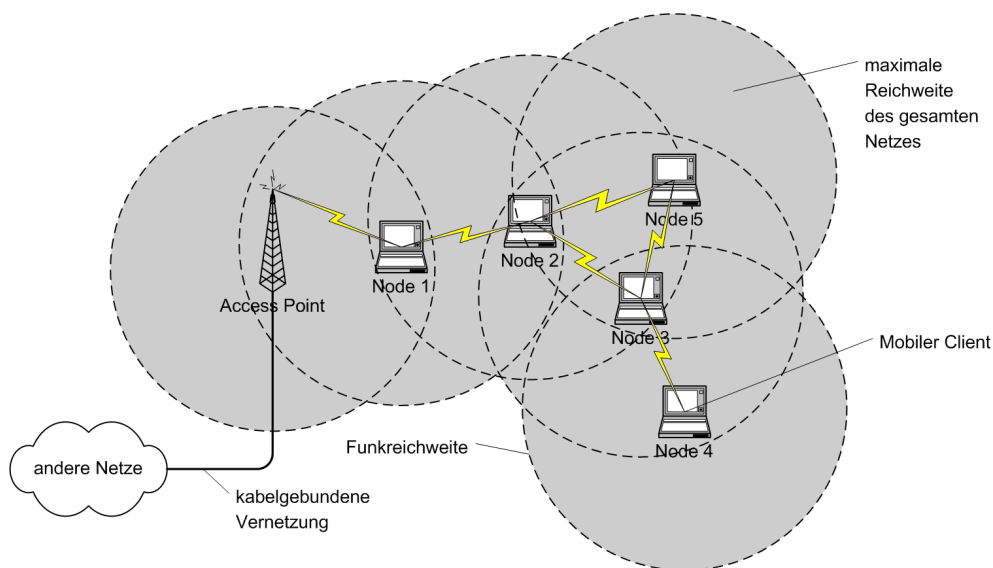 maximale
Reichweite
des gesamten
Netzes
Node 5
Node 2
Node 1
Access Point
Node 3
Mobiler Client
Funkreichweite
Node 4
andere Netze
kabelgebundene
Vernetzung